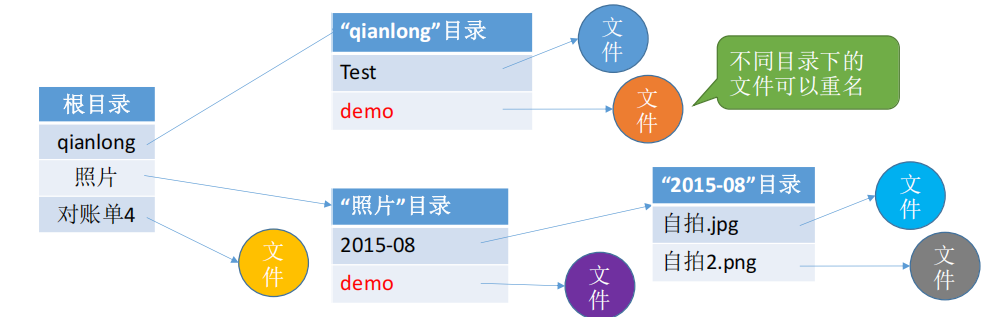 根目录
qianlong
照片
对账单4
文
件
“qianlong”目录
Test
demo
文
件
文
件
不同目录下的
文件可以重名
“照片”目录
2015-08
demo
文
件
“2015-08”目录
自拍.jpg
自拍2.png
文
件
文
件